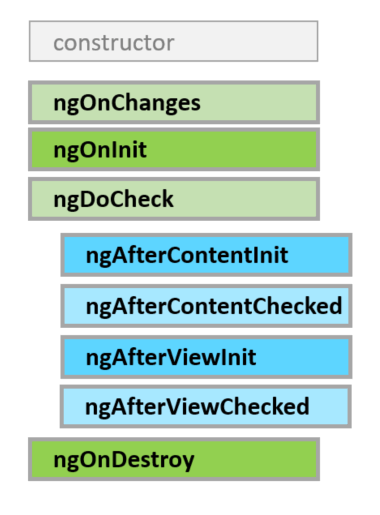 constructor
ngOnChanges
ngOnInit
ngDoCheck
ngAfterContentInit
ngAfterContentChecked
ngAfterViewInit
ngAfterViewChecked
ngOnDestroy